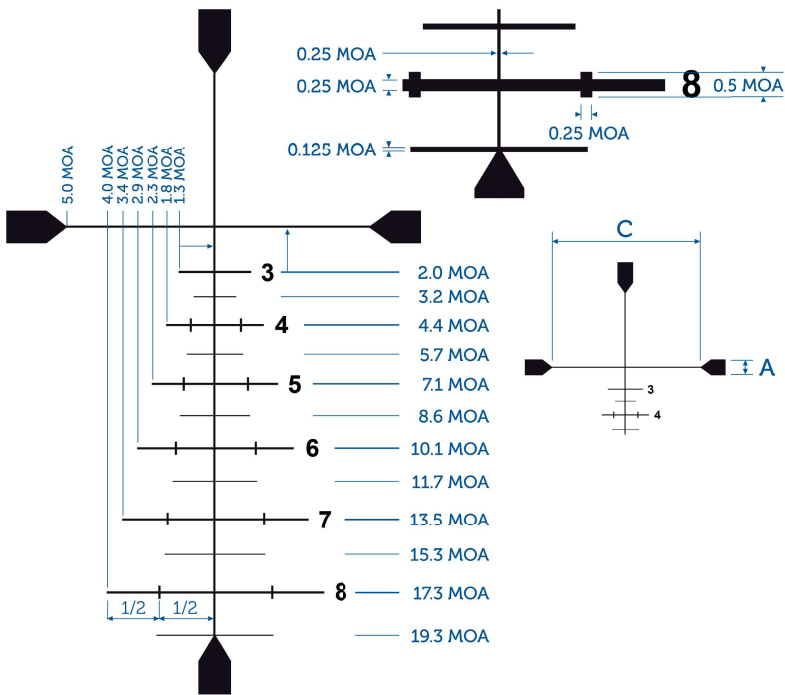 0.25 MOA
0.25 MOA
8
0.5 MOA
0.25 MOA
0.125 MOA
5.0 MOA
4.0 MOA
3.4 MOA
2.9 MOA
2.3 MOA
1.8 MOA
1.3 MOA
C
3
2.0 MOA
3.2 MOA
4
4.4 MOA
5.7 MOA
A
5
7.1 MOA
3
8.6 MOA
4
6
10.1 MOA
11.7 MOA
7
13.5 MOA
15.3 MOA
8
17.3 MOA
1/2
1/2
19.3 MOA